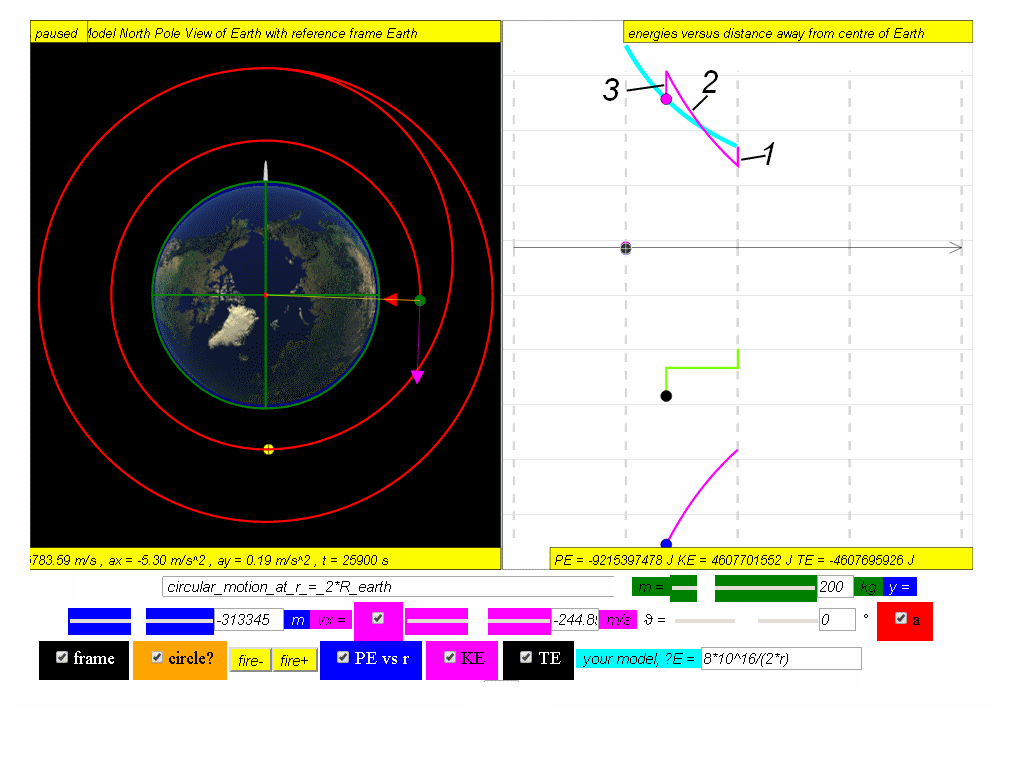 paused
Model North Pole View of Earth with reference frame Earth
energies versus distance away from centre of Earth
3
2
1
5783.59 m/s , ax = -5.30 m/s^2 , ay = 0.19 m/s^2 , t = 25900 s
PE = -9215397478 J KE = 4607701552 J TE = -4607695926 J
circular_motion_at_r_=_2*R_earth
m = 200 kg y =
-313345 m vx = -244.89 m/s ϑ = 0 ° a
frame circle? fire- fire+ PE vs r KE TE your model, ?E = 8*10^16/(2*r)